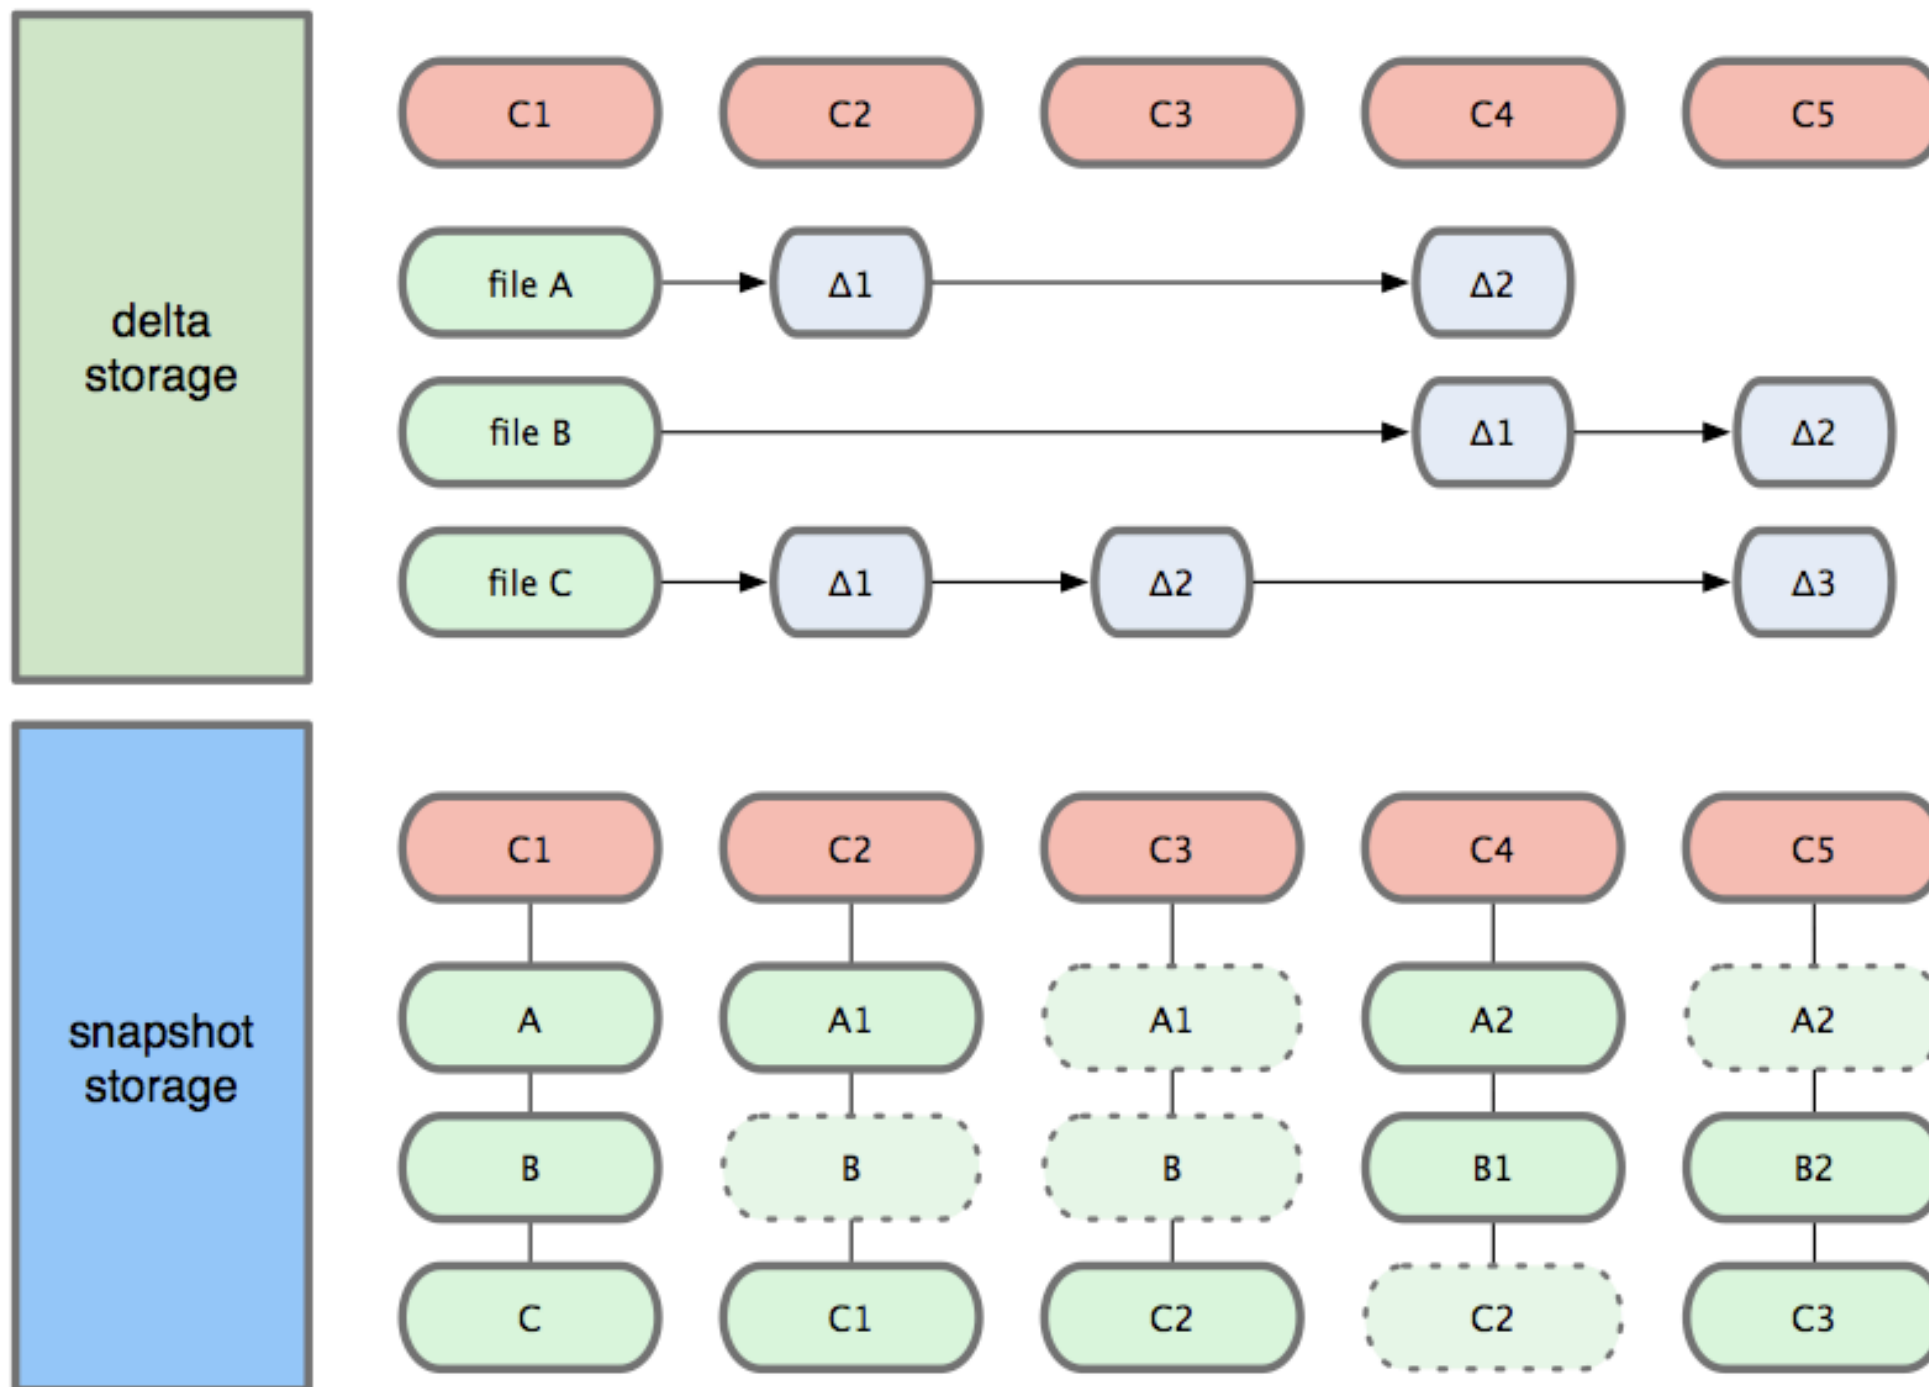 delta
storage
C1 C2 C3 C4 C5
file A Δ1 Δ2
file B Δ1 Δ2
file C Δ1 Δ2 Δ3
snapshot
storage
C1 C2 C3 C4 C5
A A1 A1 A2 A2
B B B B1 B2
C C1 C2 C2 C3